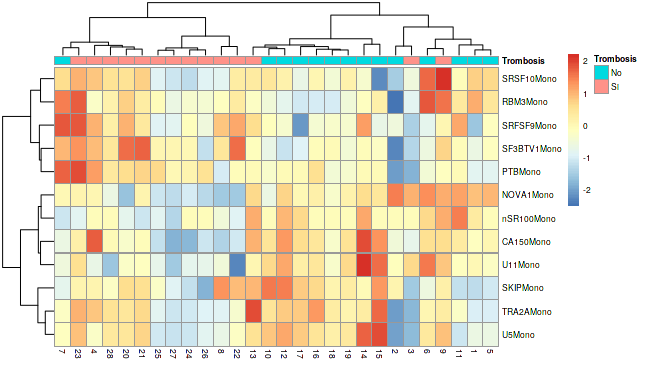 Trombosis
SRSF10Mono
RBM3Mono
SRFSF9Mono
SF3BTV1Mono
PTBMono
NOVA1Mono
nSR100Mono
CA150Mono
U11Mono
SKIPMono
TRA2AMono
U5Mono
7 23 4 28 20 21 25 27 24 26 8 22 13 10 12 17 16 18 19 14 15 2 3 6 9 11 1 5
2
1
0
-1
-2
Trombosis
No
SI